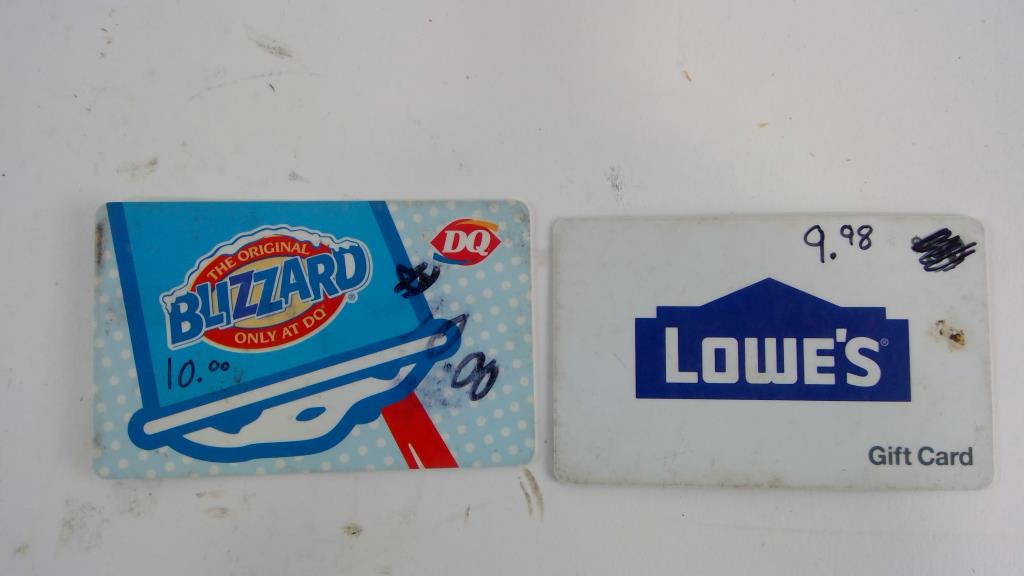 THE ORIGINAL
BLIZZARD®
ONLY AT DQ®
DQ
10.00
9.98
LOWE'S®
Gift Card